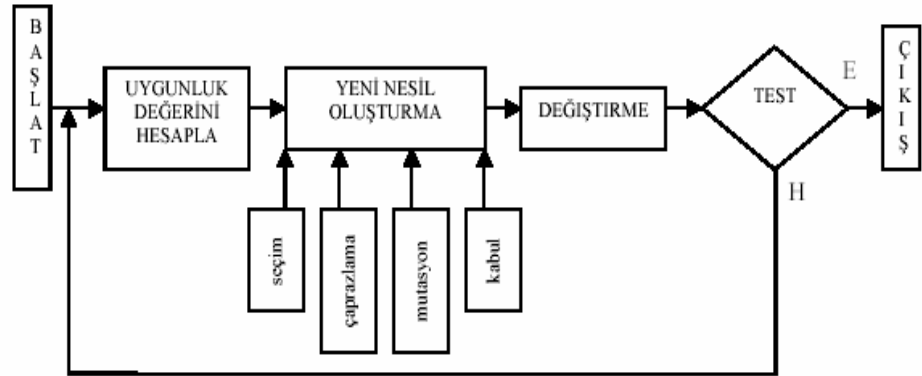 BAŞLAT
UYGUNLUK
DEĞERİNİ
HESAPLA
YENİ NESİL
OLUŞTURMA
DEĞİŞTİRME
TEST
E
H
ÇIKIŞ
seçim
çaprazlama
mutasyon
kabul